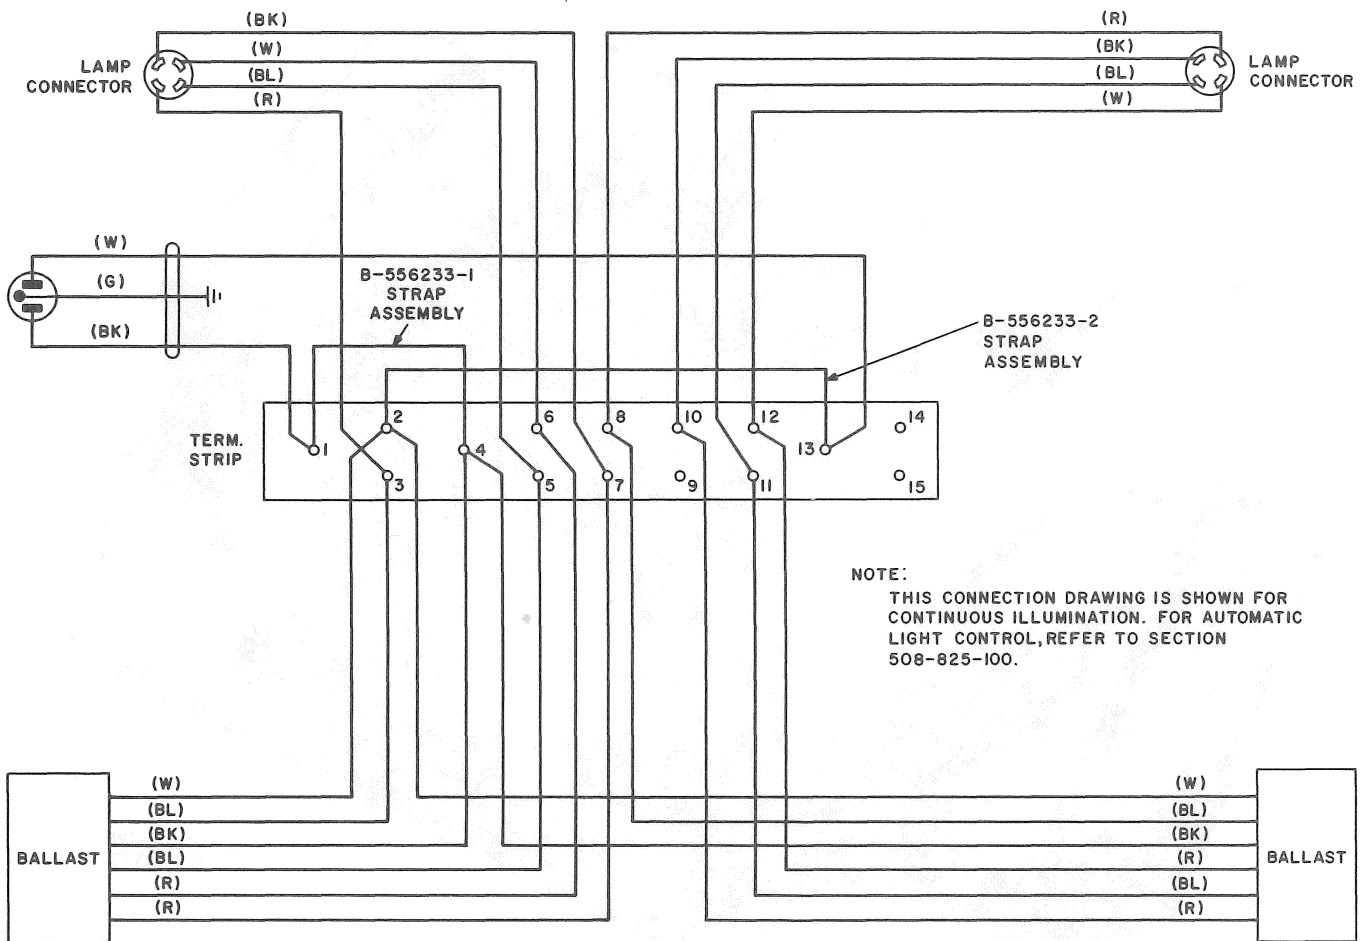 (BK)
(W)
(BL)
(R)
LAMP
CONNECTOR
(R)
(BK)
(BL)
(W)
LAMP
CONNECTOR
(W)
(G)
(BK)
B-556233-1
STRAP
ASSEMBLY
B-556233-2
STRAP
ASSEMBLY
TERM.
STRIP
1
2
3
4
5
6
7
8
9
10
11
12
13
14
15
NOTE:
THIS CONNECTION DRAWING IS SHOWN FOR
CONTINUOUS ILLUMINATION. FOR AUTOMATIC
LIGHT CONTROL, REFER TO SECTION
508-825-100.
BALLAST
(W)
(BL)
(BK)
(BL)
(R)
(R)
(W)
(BL)
(BK)
(R)
(BL)
(R)
BALLAST